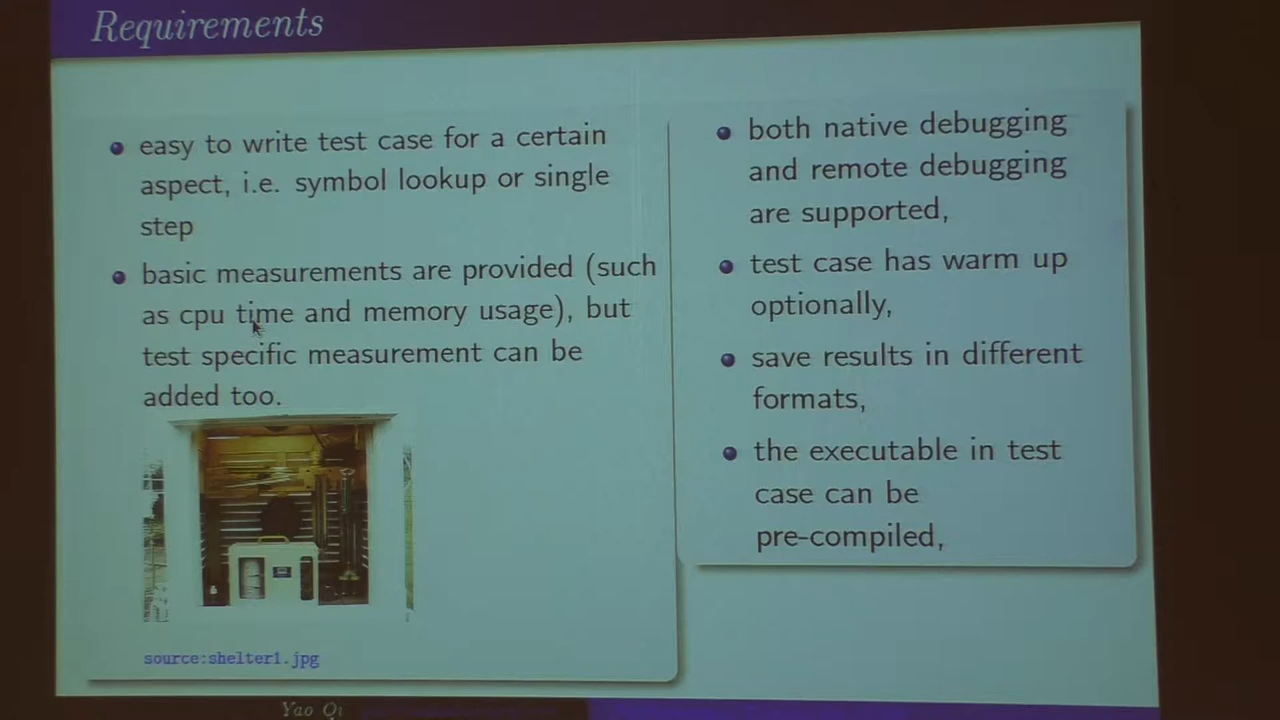 Requirements
easy to write test case for a certain
aspect, i.e. symbol lookup or single
step
basic measurements are provided (such
as cpu time and memory usage), but
test specific measurement can be
added too.
source:shelter1.jpg
both native debugging
and remote debugging
are supported,
test case has warm up
optionally,
save results in different
formats,
the executable in test
case can be
pre-compiled,
Yao Qi